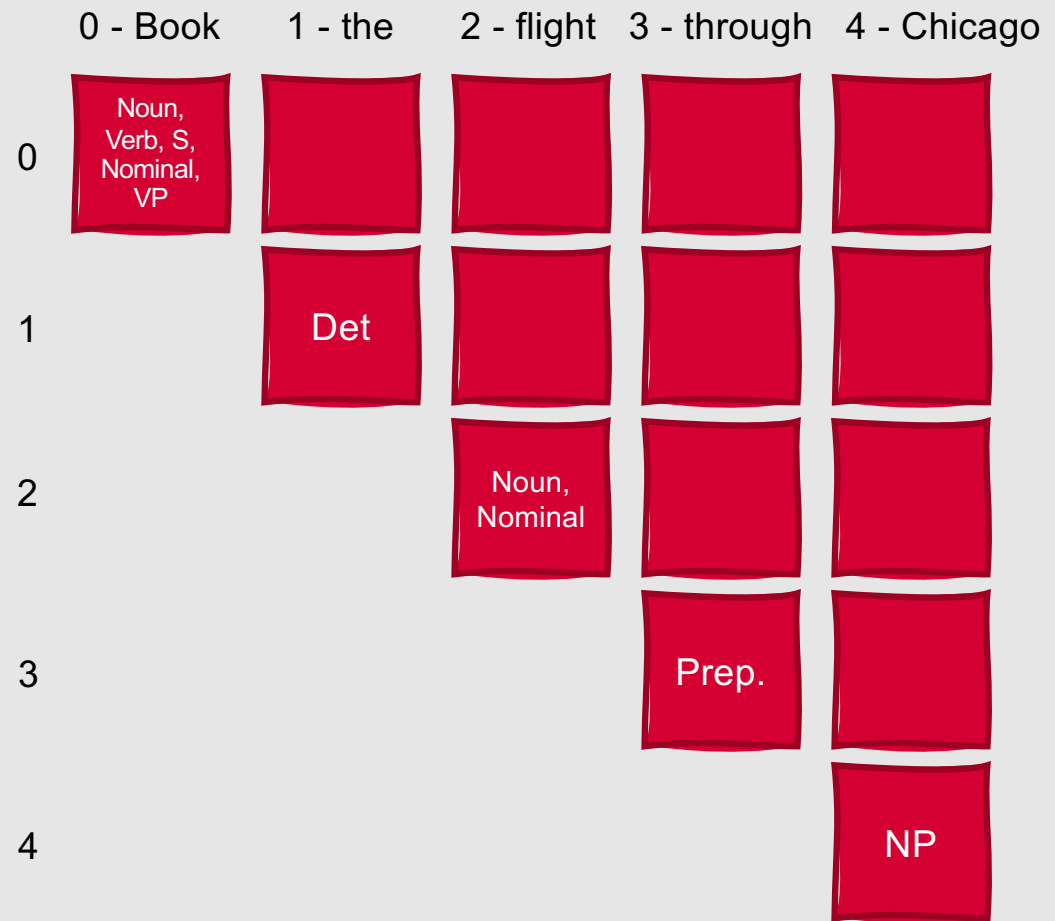 0 - Book 1 - the 2 - flight 3 - through 4 - Chicago
0
Noun,
Verb, S,
Nominal,
VP
1
Det
2
Noun,
Nominal
3
Prep.
4
NP